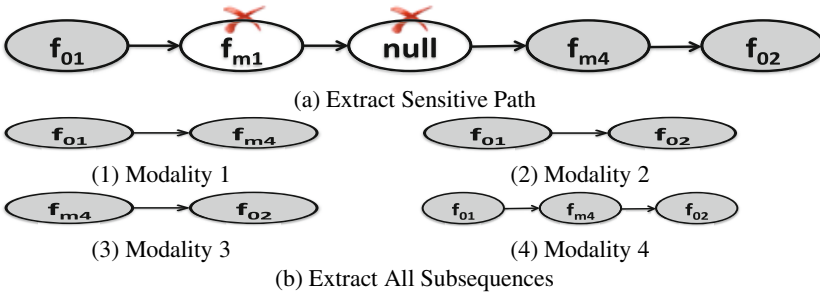 f01 fm1 null fm4 f02
(a) Extract Sensitive Path
f01 fm4 f01 f02
(1) Modality 1 (2) Modality 2
fm4 f02 f01 fm4 f02
(3) Modality 3 (4) Modality 4
(b) Extract All Subsequences